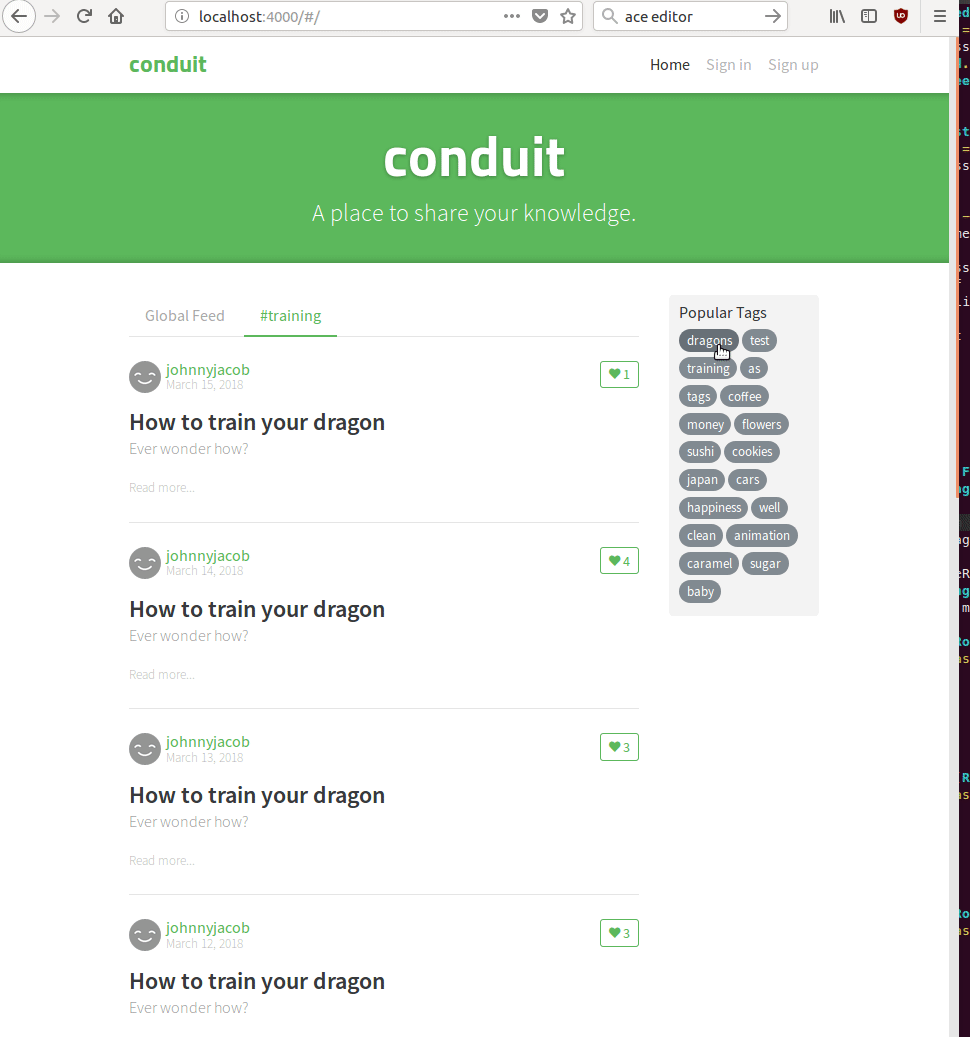 localhost:4000/#/
ace editor
conduit
Home Sign in Sign up
conduit
A place to share your knowledge.
Global Feed #training
johnnyjacob
March 15, 2018
1
How to train your dragon
Ever wonder how?
Read more...
johnnyjacob
March 14, 2018
4
How to train your dragon
Ever wonder how?
Read more...
johnnyjacob
March 13, 2018
3
How to train your dragon
Ever wonder how?
Read more...
johnnyjacob
March 12, 2018
3
How to train your dragon
Ever wonder how?
Popular Tags
dragons test
training as
tags coffee
money flowers
sushi cookies
japan cars
happiness well
clean animation
caramel sugar
baby